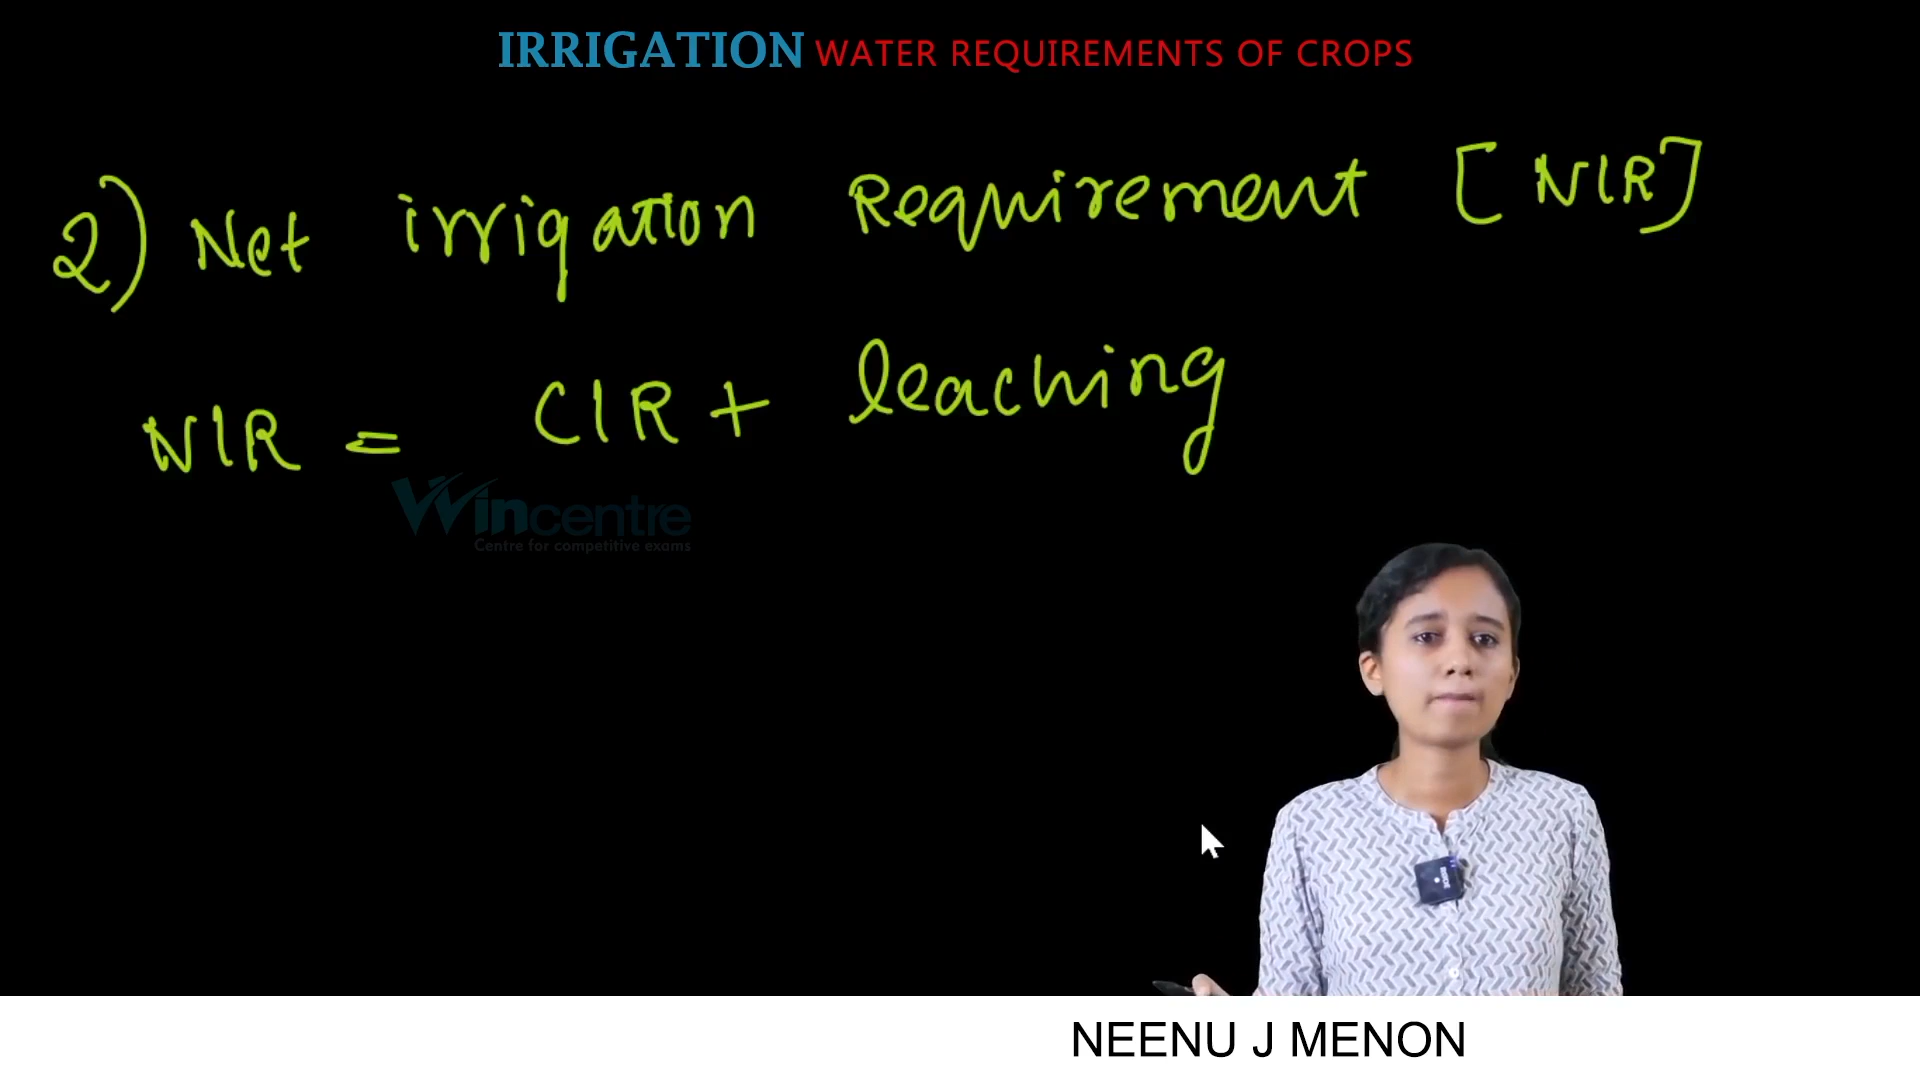 IRRIGATION WATER REQUIREMENTS OF CROPS
2) Net irrigation Requirement [NIR]
NIR = CIR + leaching
Wincentre
Centre for competitive exams
NEENU J MENON